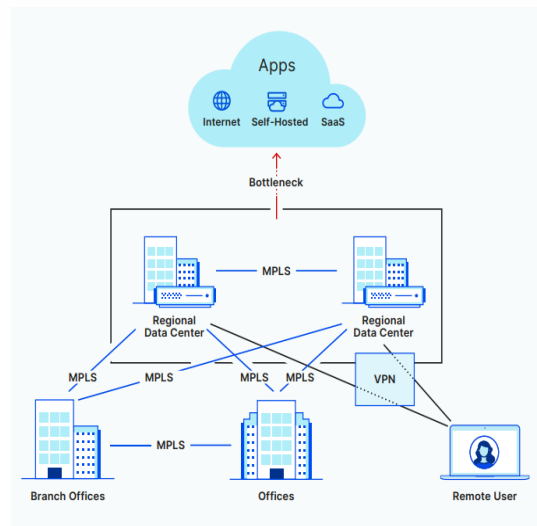 Apps
Internet
Self-Hosted
SaaS
Bottleneck
MPLS
Regional
Data Center
Regional
Data Center
MPLS
MPLS
MPLS
MPLS
VPN
MPLS
Branch Offices
Offices
Remote User